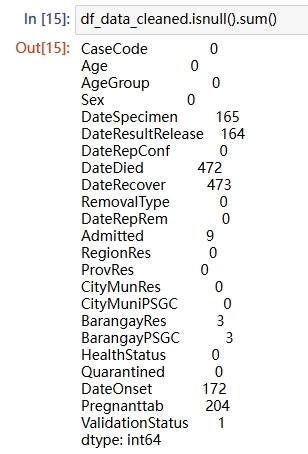 In [15]: df_data_cleaned.isnull().sum()
Out[15]: CaseCode 0
Age 0
AgeGroup 0
Sex 0
DateSpecimen 165
DateResultRelease 164
DateRepConf 0
DateDied 472
DateRecover 473
RemovalType 0
DateRepRem 0
Admitted 9
RegionRes 0
ProvRes 0
CityMunRes 0
CityMuniPSGC 0
BarangayRes 3
BarangayPSGC 3
HealthStatus 0
Quarantined 0
DateOnset 172
Pregnanttab 204
ValidationStatus 1
dtype: int64